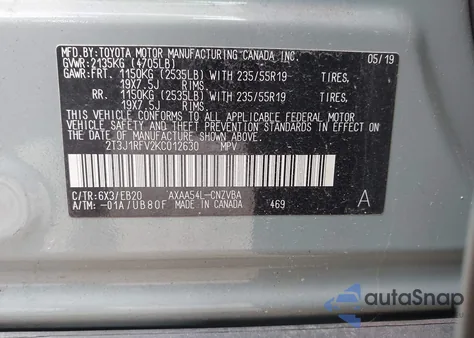 MFD. BY: TOYOTA MOTOR MANUFACTURING CANADA INC. 05/19
GVWR: 2135KG (4705LB)
GAWR: FRT. 1150KG (2535LB) WITH 235/55R19 TIRES,
19X7.5J RIMS.
RR. 1150KG (2535LB) WITH 235/55R19 TIRES,
19X7.5J RIMS.
THIS VEHICLE CONFORMS TO ALL APPLICABLE FEDERAL MOTOR
VEHICLE SAFETY AND BUMPER STANDARDS IN EFFECT ON
THE DATE OF MANUFACTURE SHOWN ABOVE.
2T3J1RFV2KC012630 MPV
C/TR: 6X3/EB20 AXAA54L-CNZVBA
A/TM: -01A/UB80F MADE IN CANADA 469 A
autoSnap